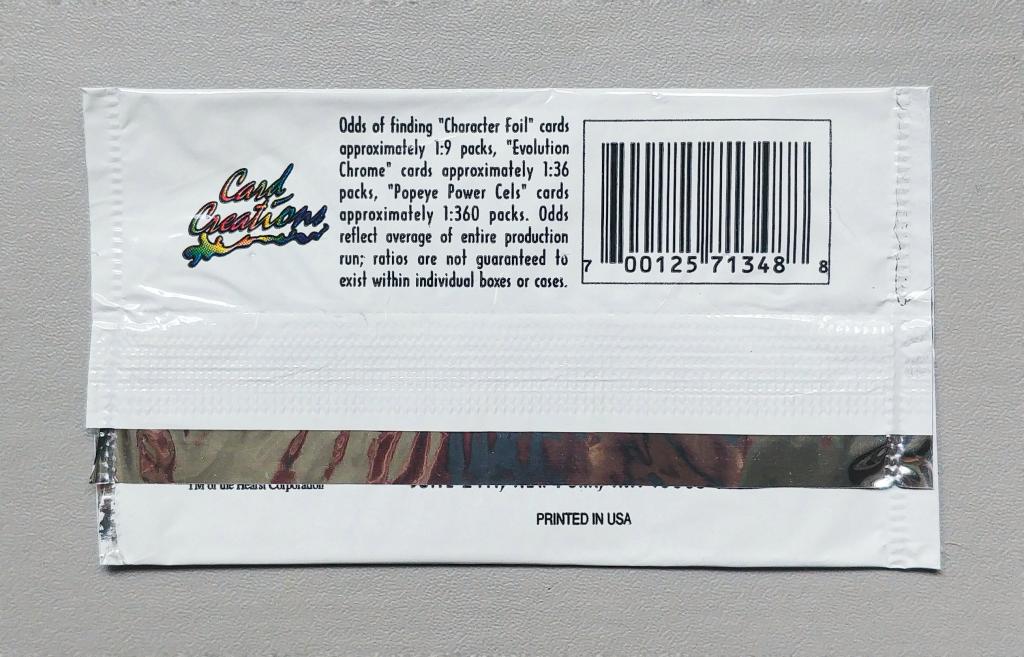 Card
Creations
Odds of finding "Character Foil" cards
approximately 1:9 packs, "Evolution
Chrome" cards approximately 1:36
packs, "Popeye Power Cels" cards
approximately 1:360 packs. Odds
reflect average of entire production
run; ratios are not guaranteed to
exist within individual boxes or cases.
7 00125 71348 8
TM of the Hearst Corporation
PRINTED IN USA